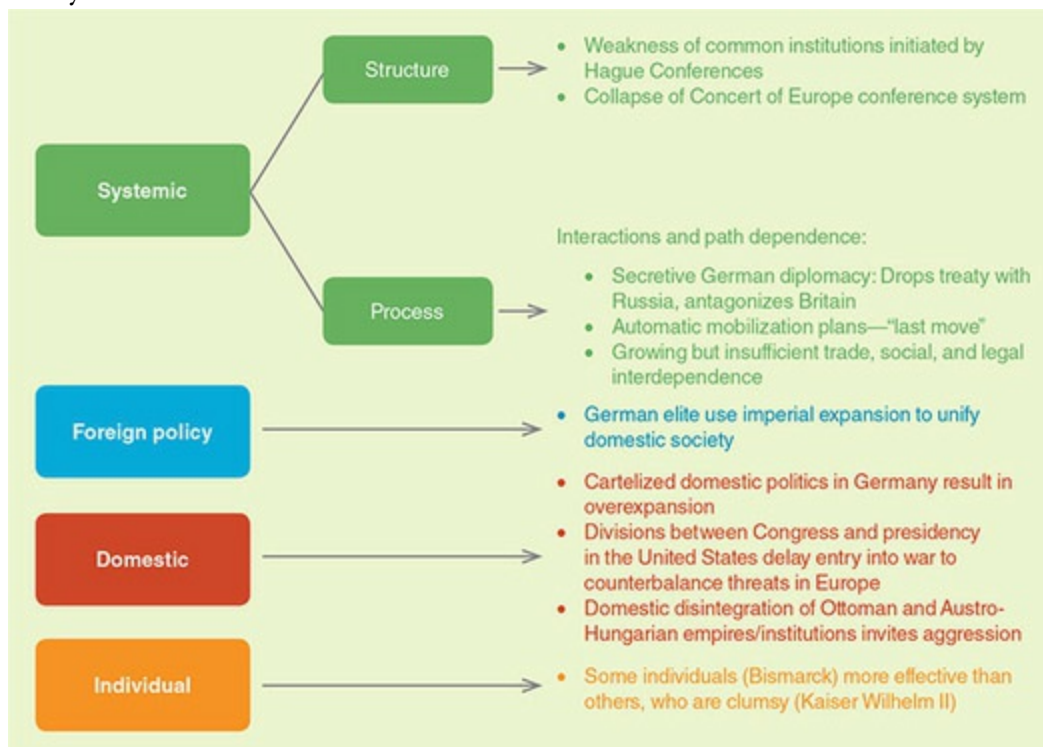 Structure
• Weakness of common institutions initiated by
Hague Conferences
• Collapse of Concert of Europe conference system
Systemic
Interactions and path dependence:
• Secretive German diplomacy: Drops treaty with
Russia, antagonizes Britain
Process
• Automatic mobilization plans—“last move”
• Growing but insufficient trade, social, and legal
interdependence
Foreign policy
• German elite use imperial expansion to unify
domestic society
Domestic
• Cartelized domestic politics in Germany result in
overexpansion
• Divisions between Congress and presidency
in the United States delay entry into war to
counterbalance threats in Europe
• Domestic disintegration of Ottoman and Austro-
Hungarian empires/institutions invites aggression
Individual
• Some individuals (Bismarck) more effective than
others, who are clumsy (Kaiser Wilhelm II)